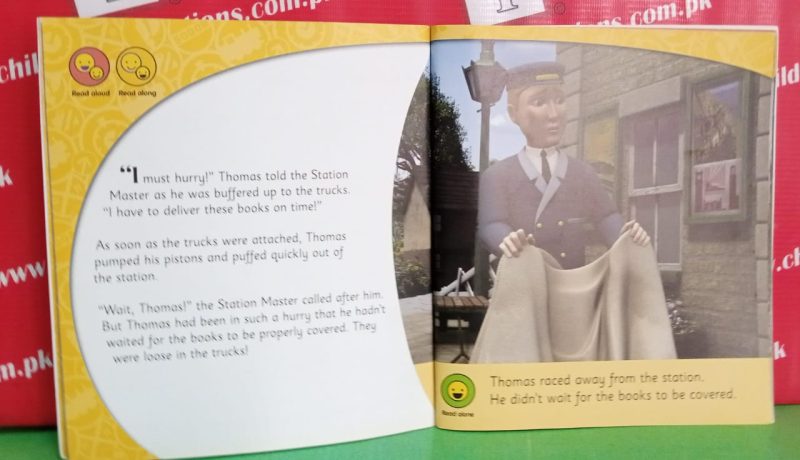 ions.com.pk
Read aloud
Read along
"I must hurry!" Thomas told the Station
Master as he was buffered up to the trucks.
"I have to deliver these books on time!"
As soon as the trucks were attached, Thomas
pumped his pistons and puffed quickly out of
the station.
"Wait, Thomas!" the Station Master called after him.
But Thomas had been in such a hurry that he hadn't
waited for the books to be properly covered. They
were loose in the trucks!
Thomas raced away from the station.
He didn't wait for the books to be covered.
Read alone
chil
.pk
www
om.pk